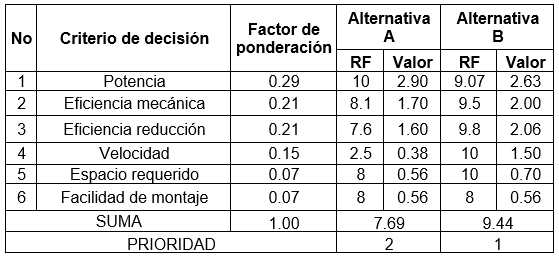 No Criterio de decisión Factor de ponderación Alternativa A Alternativa B
RF Valor RF Valor
1 Potencia 0.29 10 2.90 9.07 2.63
2 Eficiencia mecánica 0.21 8.1 1.70 9.5 2.00
3 Eficiencia reducción 0.21 7.6 1.60 9.8 2.06
4 Velocidad 0.15 2.5 0.38 10 1.50
5 Espacio requerido 0.07 8 0.56 10 0.70
6 Facilidad de montaje 0.07 8 0.56 8 0.56
SUMA 1.00 7.69 9.44
PRIORIDAD 2 1